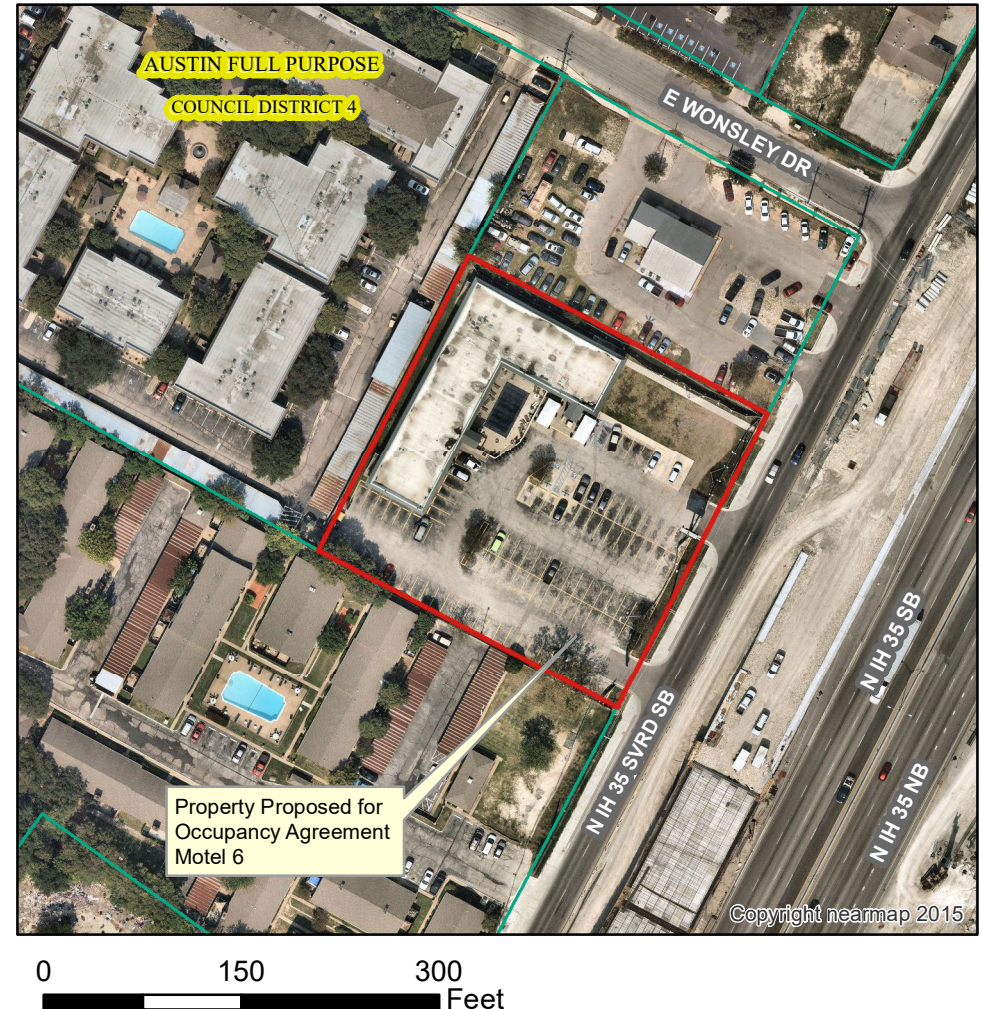 AUSTIN FULL PURPOSE
COUNCIL DISTRICT 4
E WONSLEY DR
N IH 35 SB
N IH 35 SVRD SB
N IH 35 NB
Property Proposed for
Occupancy Agreement
Motel 6
Copyright nearmap 2015
0 150 300
Feet